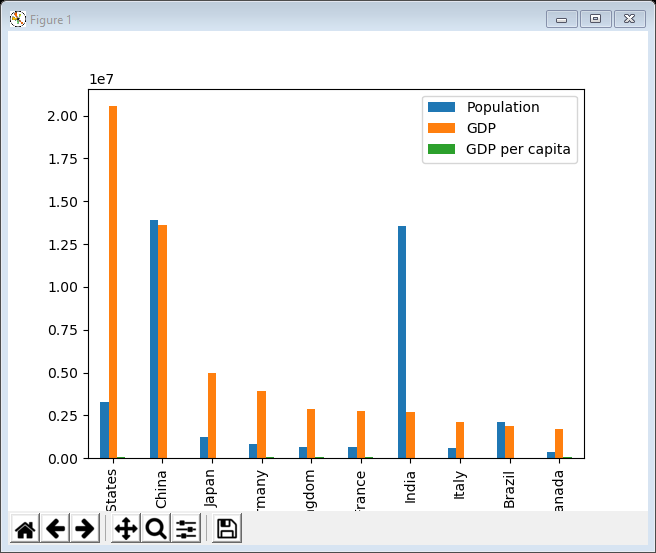 Figure 1
1e7
Population
GDP
GDP per capita
2.00
1.75
1.50
1.25
1.00
0.75
0.50
0.25
0.00
States
China
Japan
rmany
gdom
France
India
Italy
Brazil
anada